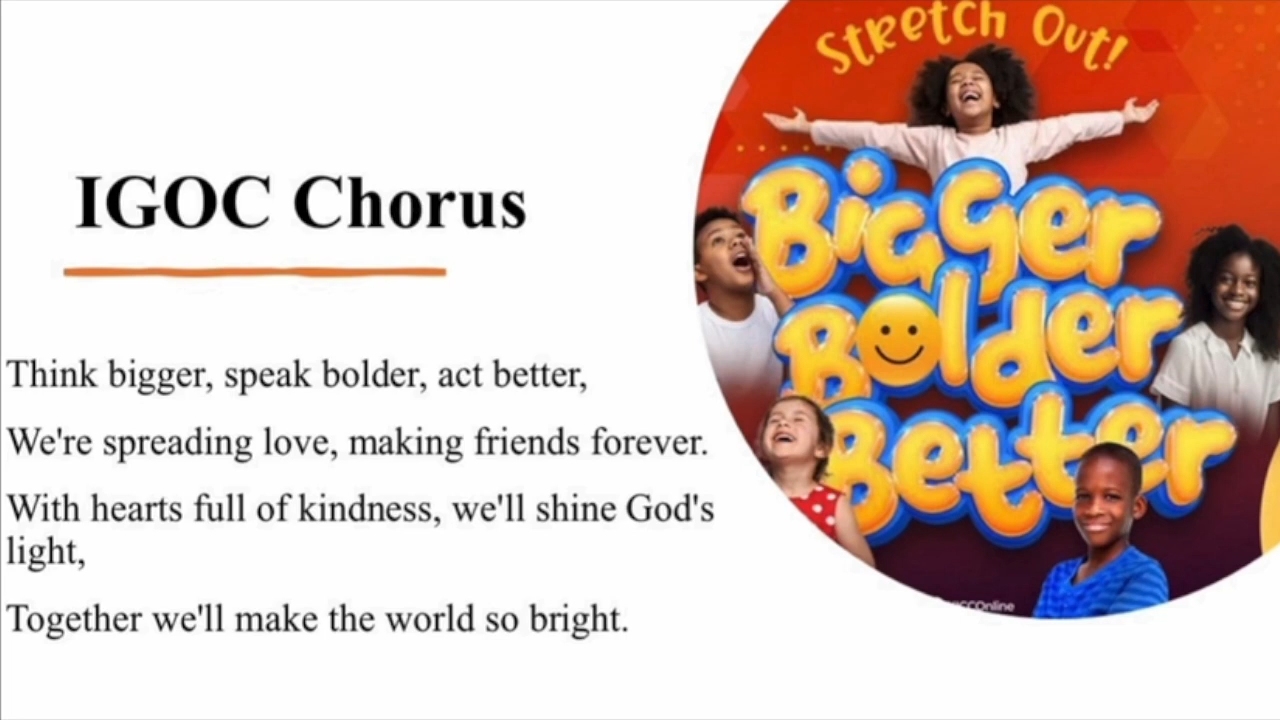 IGOC Chorus
Think bigger, speak bolder, act better,
We're spreading love, making friends forever.
With hearts full of kindness, we'll shine God's
light,
Together we'll make the world so bright.
Stretch Out!
Bigger
Bolder
Better